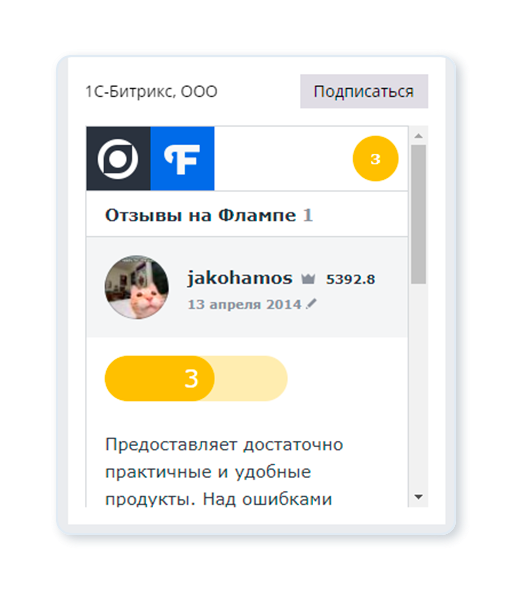 1С-Битрикс, ООО
Подписаться
F
3
Отзывы на Флампе 1
jakohamos 5392.8
13 апреля 2014
3
Предоставляет достаточно
практичные и удобные
продукты. Над ошибками